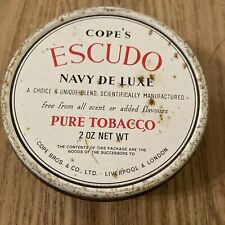 COPE'S
ESCUDO
NAVY DE LUXE
A CHOICE & UNIQUE BLEND, SCIENTIFICALLY MANUFACTURED
free from all scent or added flavours
PURE TOBACCO
2 OZ NET WT
THE CONTENTS OF THIS PACKAGE ARE THE
GOODS OF THE SUCCESSORS TO
COPE BROS. & CO., LTD. - LIVERPOOL & LONDON